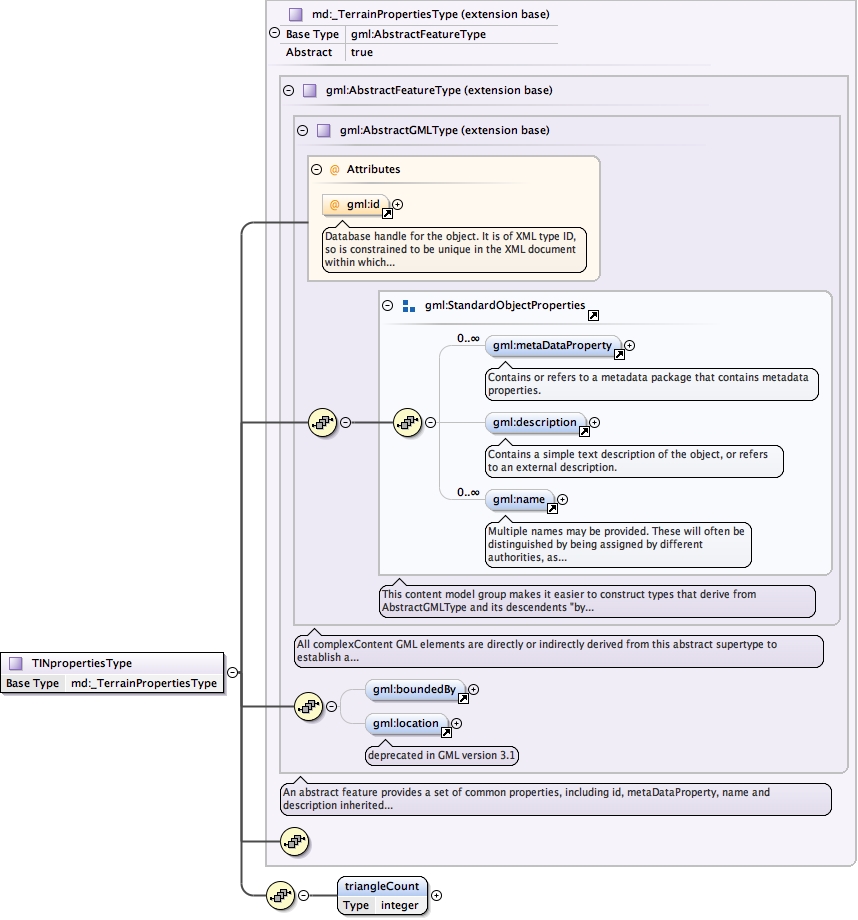 md:_TerrainPropertiesType (extension base)
Base Type gml:AbstractFeatureType
Abstract true
gml:AbstractFeatureType (extension base)
gml:AbstractGMLType (extension base)
@ Attributes
@ gml:id
Database handle for the object. It is of XML type ID,
so is constrained to be unique in the XML document
within which...
gml:StandardObjectProperties
0..∞
gml:metaDataProperty
Contains or refers to a metadata package that contains metadata
properties.
gml:description
Contains a simple text description of the object, or refers
to an external description.
0..∞
gml:name
Multiple names may be provided. These will often be
distinguished by being assigned by different
authorities, as...
This content model group makes it easier to construct types that derive from
AbstractGMLType and its descendents "by...
All complexContent GML elements are directly or indirectly derived from this abstract supertype to
establish a...
TINpropertiesType
Base Type md:_TerrainPropertiesType
gml:boundedBy
gml:location
deprecated in GML version 3.1
An abstract feature provides a set of common properties, including id, metaDataProperty, name and
description inherited...
triangleCount
Type integer